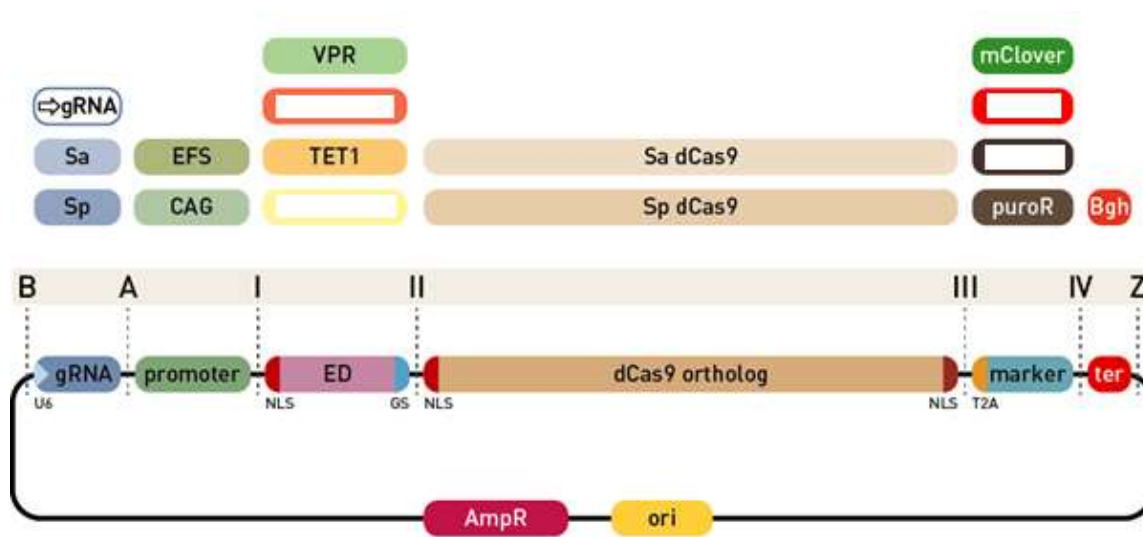 VPR mClover
⇨gRNA
Sa EFS TET1 Sa dCas9
Sp CAG Sp dCas9 puroR Bgh
B A I II III IV Z
gRNA promoter ED dCas9 ortholog marker ter
U6 NLS GS NLS NLS T2A
AmpR ori